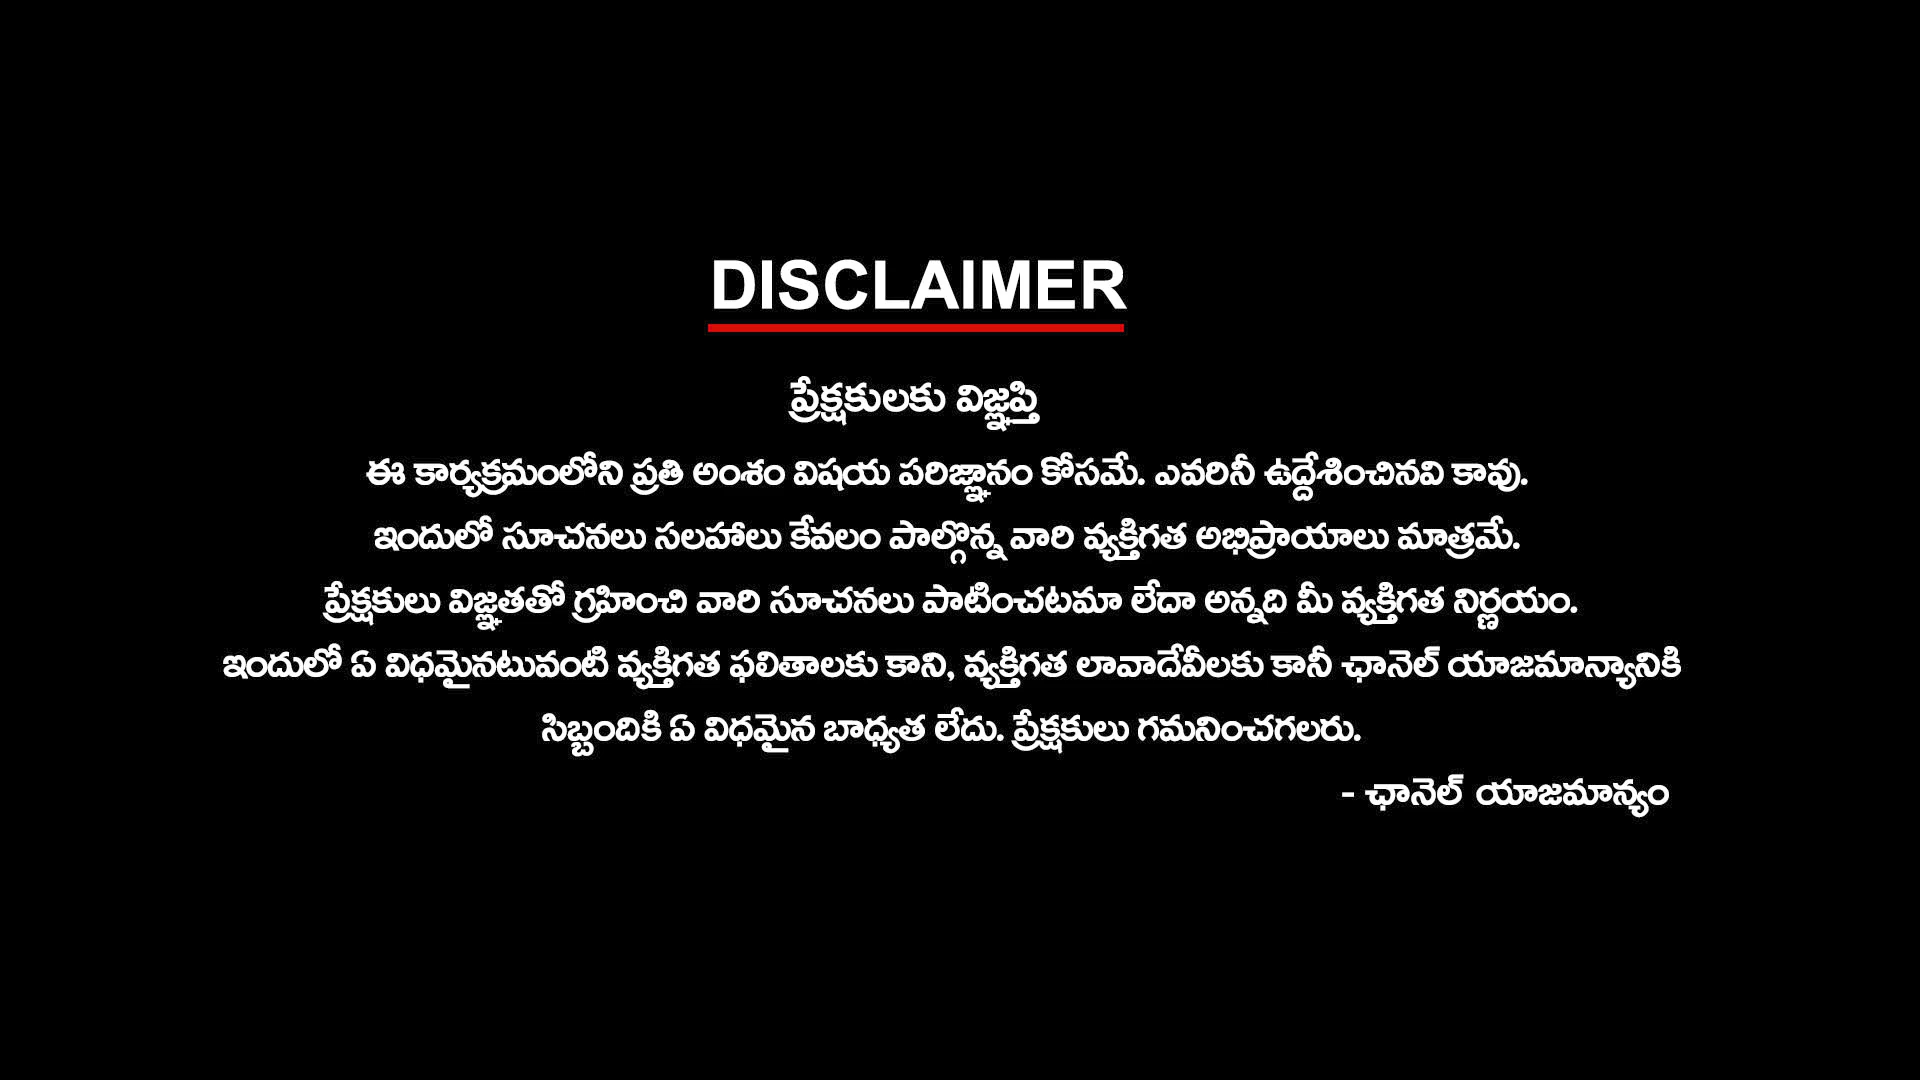 DISCLAIMER
ప్రేక్షకులకు విజ్ఞప్తి
ఈ కార్యక్రమంలోని ప్రతి అంశం విషయ పరిజ్ఞానం కోసమే. ఎవరినీ ఉద్దేశించినవి కావు.
ఇందులో సూచనలు సలహాలు కేవలం పాల్గొన్న వారి వ్యక్తిగత అభిప్రాయాలు మాత్రమే.
ప్రేక్షకులు విజ్ఞతతో గ్రహించి వారి సూచనలు పాటించటమా లేదా అన్నది మీ వ్యక్తిగత నిర్ణయం.
ఇందులో ఏ విధమైనటువంటి వ్యక్తిగత ఫలితాలకు కాని, వ్యక్తిగత లావాదేవీలకు కానీ ఛానెల్ యాజమాన్యానికి
సిబ్బందికి ఏ విధమైన బాధ్యత లేదు. ప్రేక్షకులు గమనించగలరు.
- ఛానెల్ యాజమాన్యం